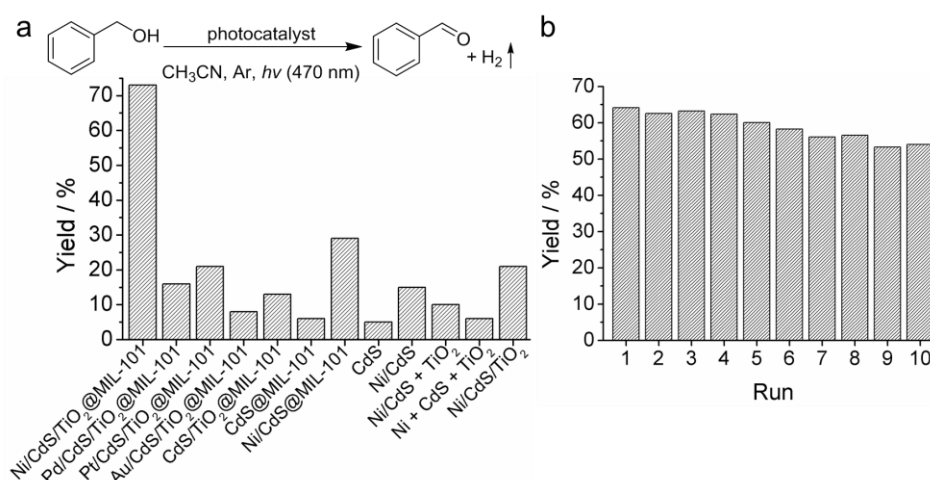 a
OH
photocatalyst
CH₃CN, Ar, hv (470 nm)
O
+ H₂ ↑
Yield / %
70
60
50
40
30
20
10
0
Ni/CdS/TiO₂@MIL-101
Pd/CdS/TiO₂@MIL-101
Pt/CdS/TiO₂@MIL-101
Au/CdS/TiO₂@MIL-101
CdS/TiO₂@MIL-101
CdS@MIL-101
Ni/CdS@MIL-101
CdS
Ni/CdS
Ni/CdS + TiO₂
Ni + CdS + TiO₂
Ni/CdS/TiO₂
b
Yield / %
70
60
50
40
30
20
10
0
1 2 3 4 5 6 7 8 9 10
Run